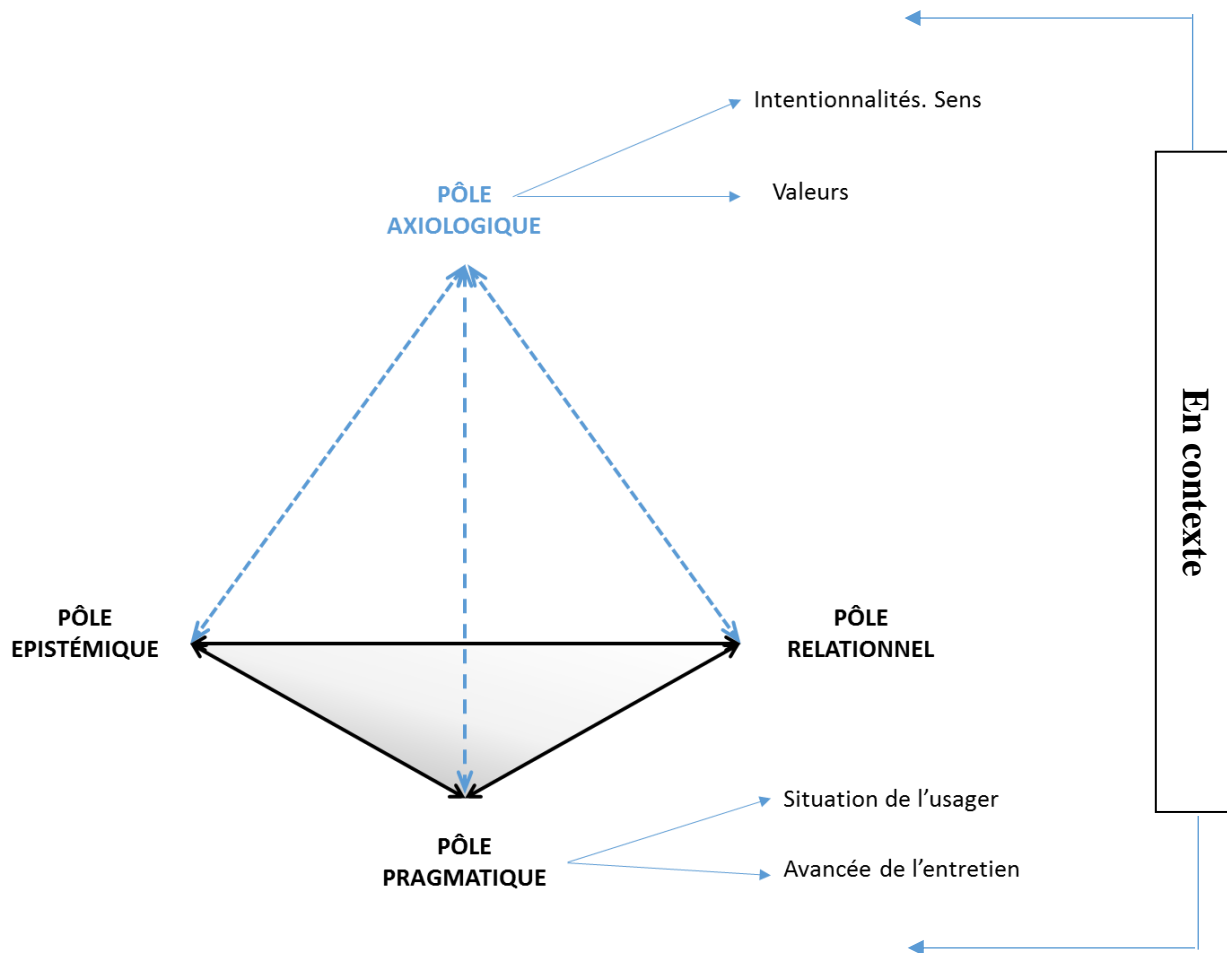 Intentionnalités. Sens
PÔLE
AXIOLOGIQUE
Valeurs
En contexte
PÔLE
EPISTÉMIQUE
PÔLE
RELATIONNEL
Situation de l’usager
PÔLE
PRAGMATIQUE
Avancée de l’entretien